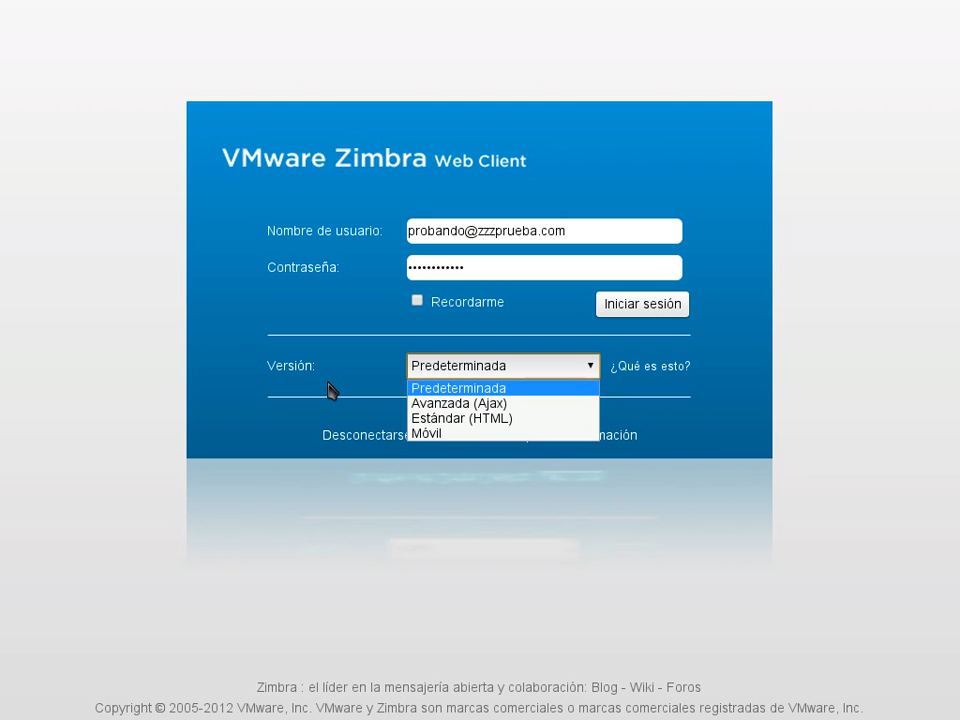 VMware Zimbra Web Client
Nombre de usuario: probando@zzzprueba.com
Contraseña: ••••••••••••
Recordarme Iniciar sesión
Versión: Predeterminada ¿Qué es esto?
Predeterminada
Avanzada (Ajax)
Estándar (HTML)
Móvil
Zimbra : el líder en la mensajería abierta y colaboración: Blog - Wiki - Foros
Copyright © 2005-2012 VMware, Inc. VMware y Zimbra son marcas comerciales o marcas comerciales registradas de VMware, Inc.